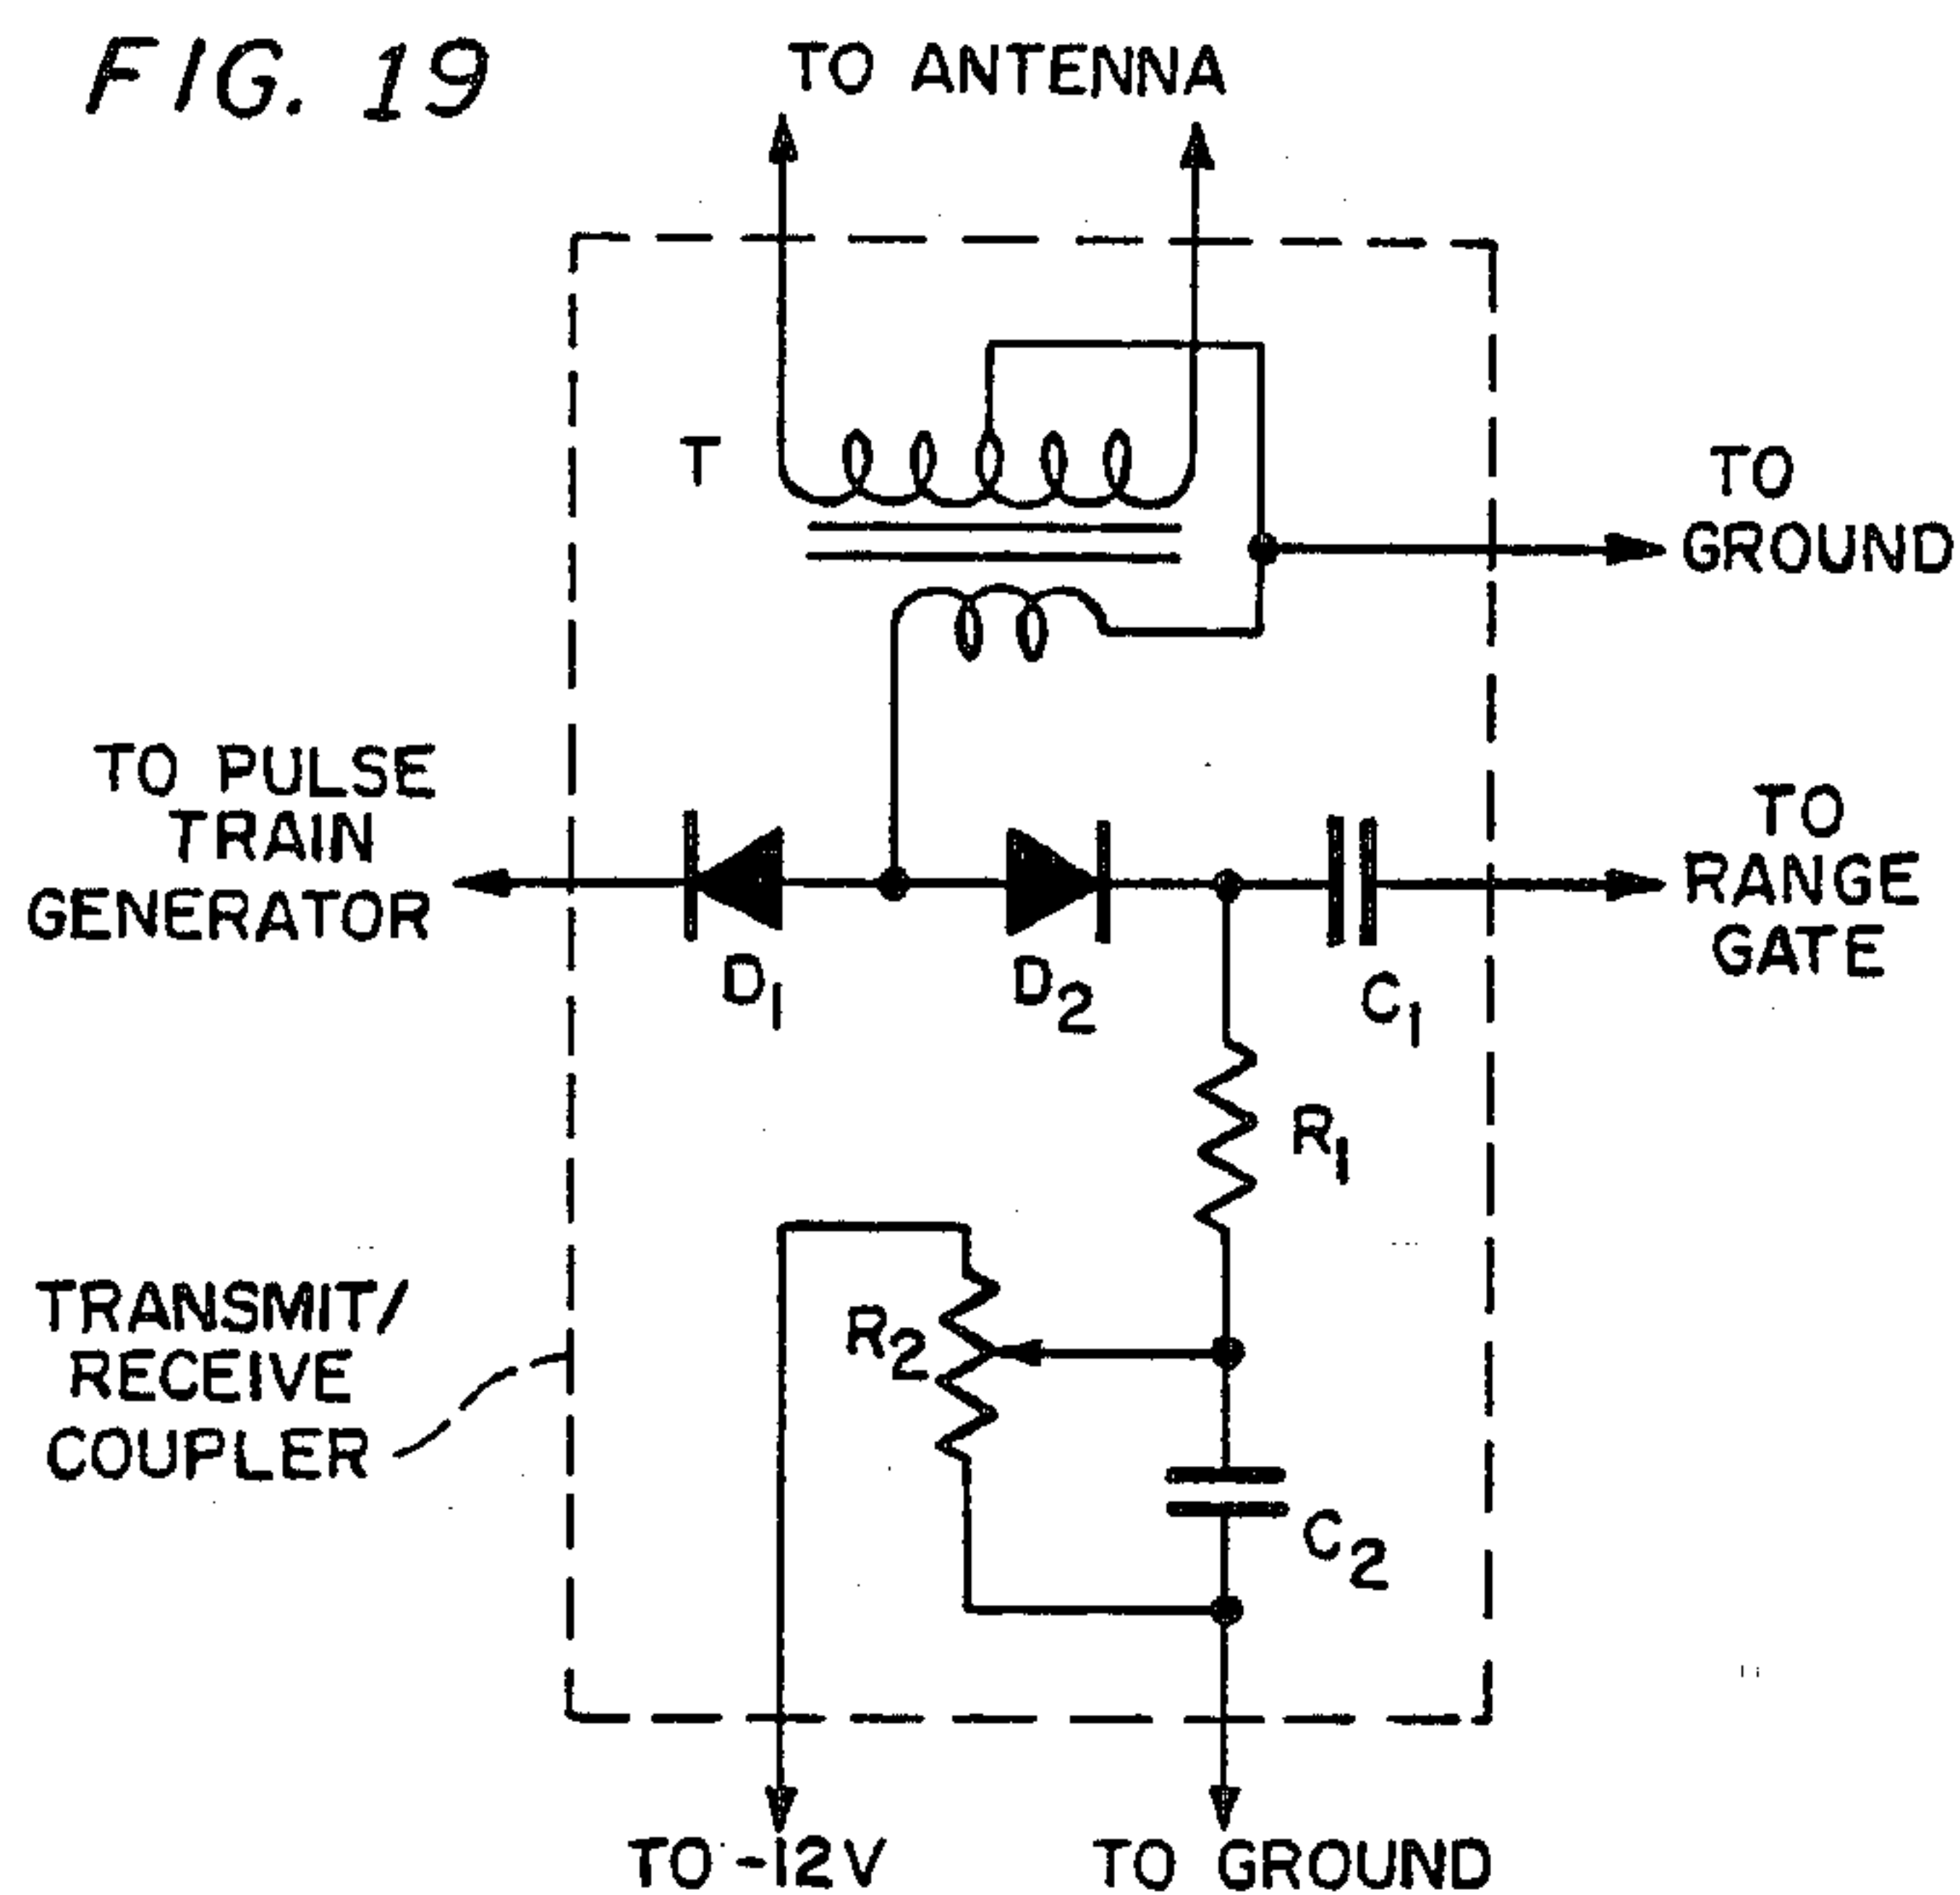 FIG. 19
TO ANTENNA
T
TO
GROUND
TO PULSE
TRAIN
GENERATOR
TO
RANGE
GATE
D1
D2
C1
R1
R2
TRANSMIT/
RECEIVE
COUPLER
C2
TO -12V
TO GROUND